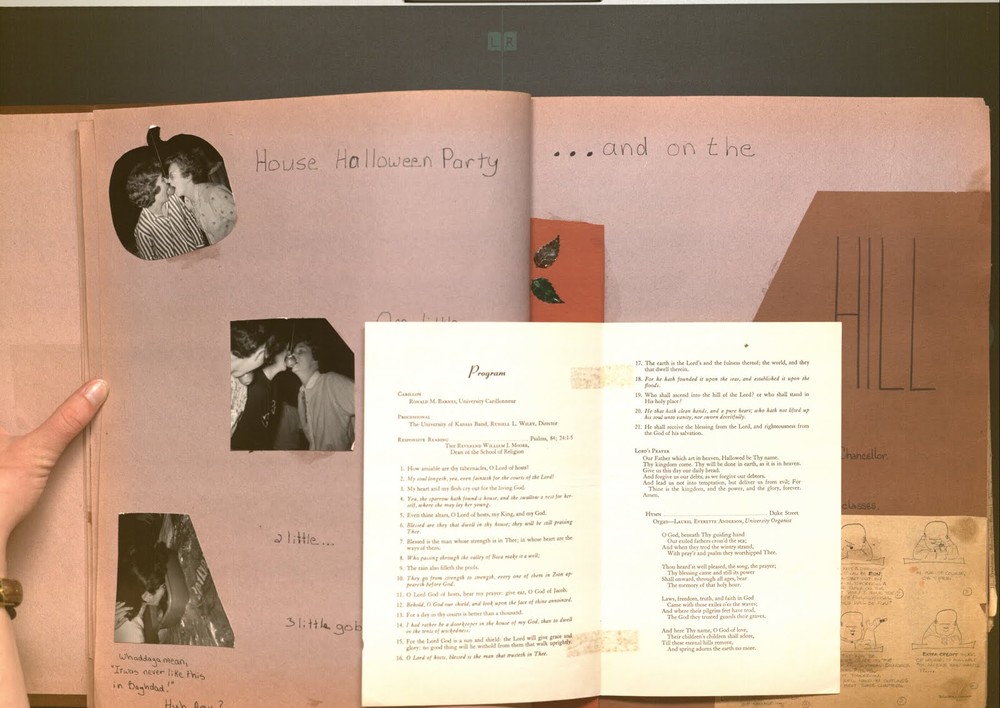 L R
House Halloween Party
...and on the
HILL
One little
2 little...
3 little gob
Whaddaya mean,
"It was never like this
in Baghdad!"
Huh Boy?
Chancellor.
classes.
Program
CARILLON
RONALD M. BARNES, University Carillonneur
PROCESSIONAL
The University of Kansas Band, RUSSELL L. WILEY, Director
RESPONSIVE READING Psalms, 84; 24:1-5
THE REVEREND WILLIAM J. MOORE,
Dean of the School of Religion
1. How amiable are thy tabernacles, O Lord of hosts!
2. My soul longeth, yea, even fainteth for the courts of the Lord!
3. My heart and my flesh cry out for the living God.
4. Yea, the sparrow hath found a house, and the swallow a nest for her-
self, where she may lay her young:
5. Even thine altars, O Lord of hosts, my King, and my God.
6. Blessed are they that dwell in thy house; they will be still praising
Thee.
7. Blessed is the man whose strength is in Thee; in whose heart are the
ways of them.
8. Who passing through the valley of Baca make it a well;
9. The rain also filleth the pools.
10. They go from strength to strength, every one of them in Zion ap-
peareth before God.
11. O Lord God of hosts, hear my prayer: give ear, O God of Jacob.
12. Behold, O God our shield, and look upon the face of thine annointed.
13. For a day in thy courts is better than a thousand.
14. I had rather be a doorkeeper in the house of my God, than to dwell
in the tents of wickedness.
15. For the Lord God is a sun and shield: the Lord will give grace and
glory: no good thing will be withhold from them that walk uprightly.
16. O Lord of hosts, blessed is the man that trusteth in Thee.
17. The earth is the Lord's and the fulness thereof; the world, and they
that dwell therein.
18. For he hath founded it upon the seas, and established it upon the
floods.
19. Who shall ascend into the hill of the Lord? or who shall stand in
His holy place?
20. He that hath clean hands, and a pure heart; who hath not lifted up
his soul unto vanity, nor sworn deceitfully.
21. He shall receive the blessing from the Lord, and righteousness from
the God of his salvation.
LORD'S PRAYER
Our Father which art in heaven, Hallowed be Thy name.
Thy kingdom come. Thy will be done in earth, as it is in heaven.
Give us this day our daily bread.
And forgive us our debts, as we forgive our debtors.
And lead us not into temptation, but deliver us from evil; For
Thine is the kingdom, and the power, and the glory, forever.
Amen.
HYMN Duke Street
Organ—LAUREL EVERETTE ANDERSON, University Organist
O God, beneath Thy guiding hand
Our exiled fathers cross'd the sea;
And when they trod the wintry strand,
With pray'r and psalm they worshipped Thee.
Thou heard'st well pleased, the song, the prayer;
Thy blessing came and still its power
Shall onward, through all ages, bear
The memory of that holy hour.
Laws, freedom, truth, and faith in God
Came with those exiles o'er the waves;
And where their pilgrim feet have trod,
The God they trusted guards their graves.
And here Thy name, O God of love,
Their children's children shall adore,
Till these eternal hills remove,
And spring adorns the earth no more.